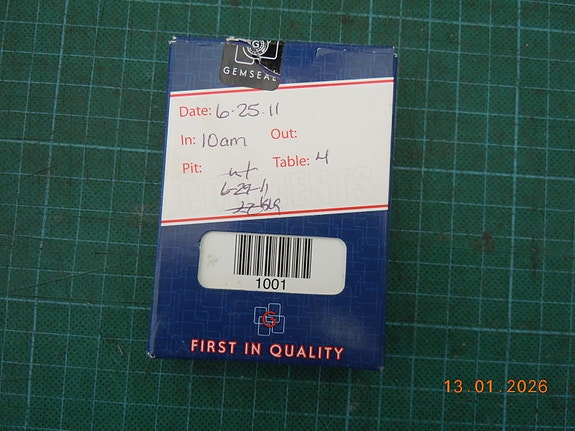 GEMSEAL
Date: 6-25-11
In: 10am Out:
Pit: Table: 4
1001
FIRST IN QUALITY
13.01.2026